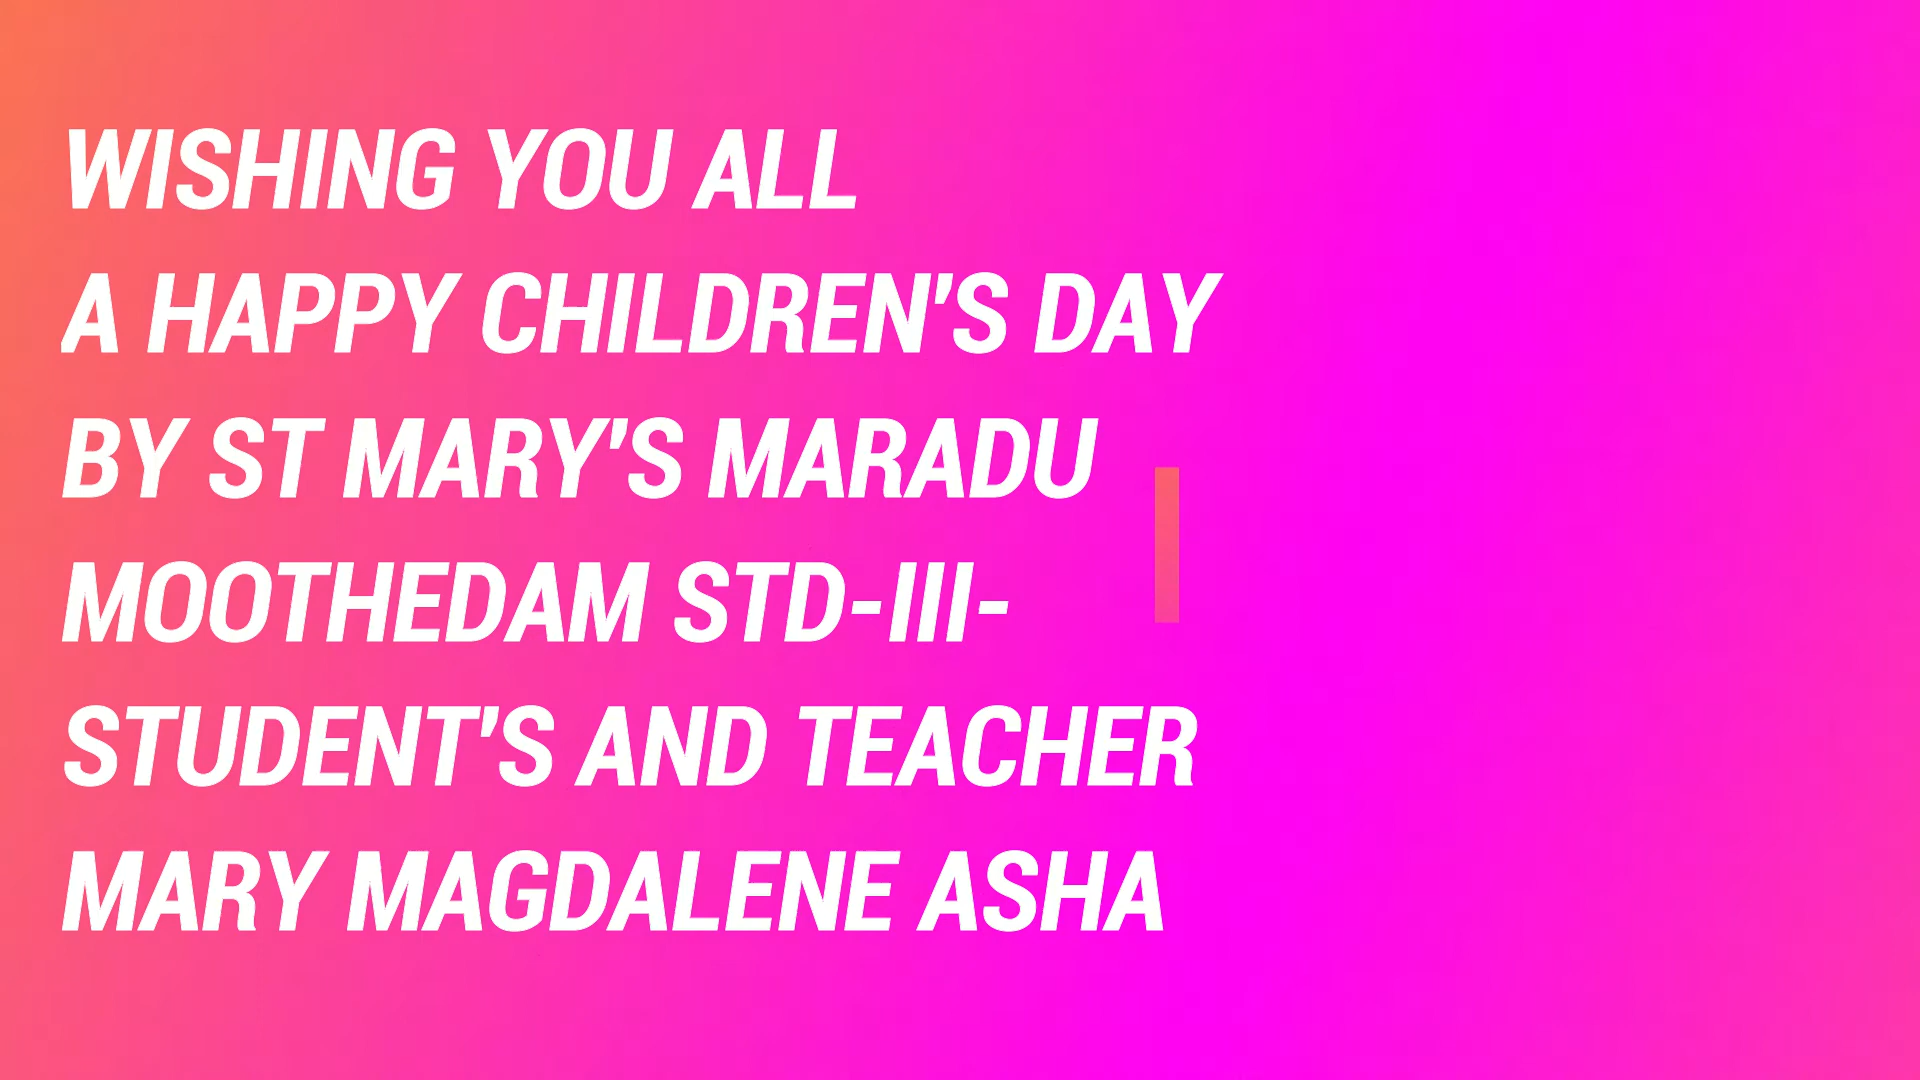 WISHING YOU ALL
A HAPPY CHILDREN'S DAY
BY ST MARY'S MARADU
MOOTHEDAM STD-III-
STUDENT'S AND TEACHER
MARY MAGDALENE ASHA